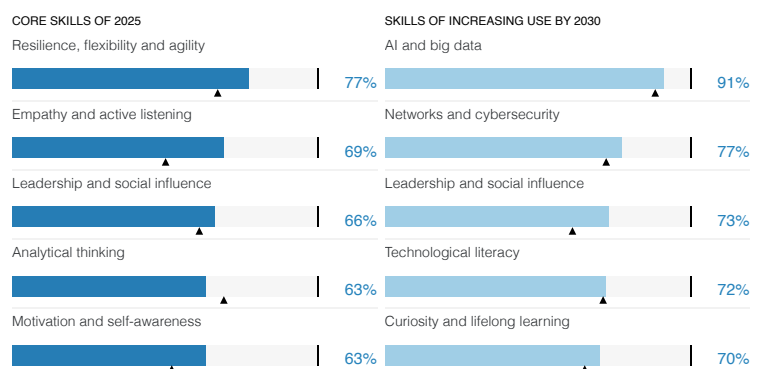 CORE SKILLS OF 2025
Resilience, flexibility and agility
77%
Empathy and active listening
69%
Leadership and social influence
66%
Analytical thinking
63%
Motivation and self-awareness
63%
SKILLS OF INCREASING USE BY 2030
AI and big data
91%
Networks and cybersecurity
77%
Leadership and social influence
73%
Technological literacy
72%
Curiosity and lifelong learning
70%